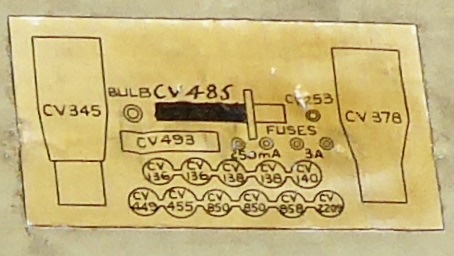 BULB CV485
CV345
CV253
CV378
CV493
FUSES
250mA 3A
CV 136 CV 136 CV 138 CV 138 CV 140
CV 449 CV 455 CV 850 CV 850 CV 858 CV 2209